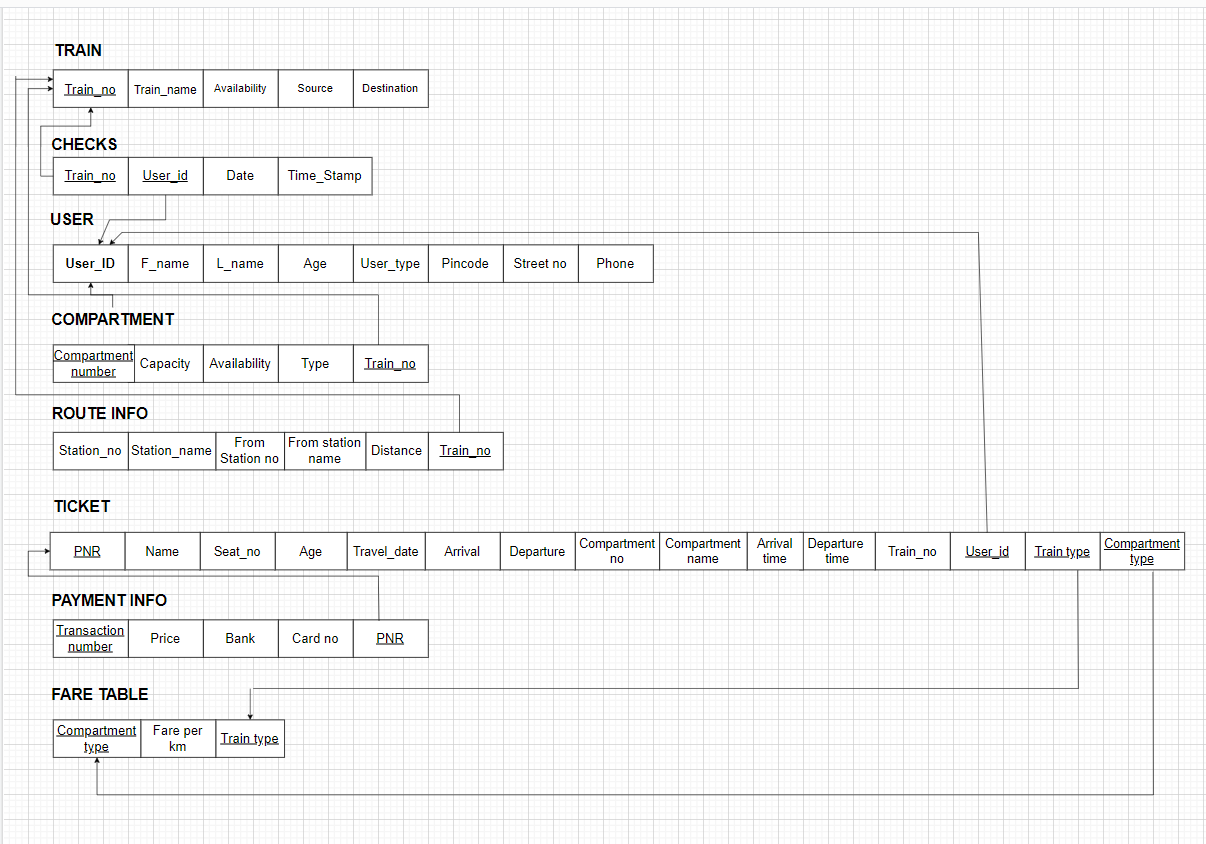 TRAIN
Train_no Train_name Availability Source Destination
CHECKS
Train_no User_id Date Time_Stamp
USER
User_ID F_name L_name Age User_type Pincode Street no Phone
COMPARTMENT
Compartment number Capacity Availability Type Train_no
ROUTE INFO
Station_no Station_name From Station no From station name Distance Train_no
TICKET
PNR Name Seat_no Age Travel_date Arrival Departure Compartment no Compartment name Arrival time Departure time Train_no User_id Train type Compartment type
PAYMENT INFO
Transaction number Price Bank Card no PNR
FARE TABLE
Compartment type Fare per km Train type